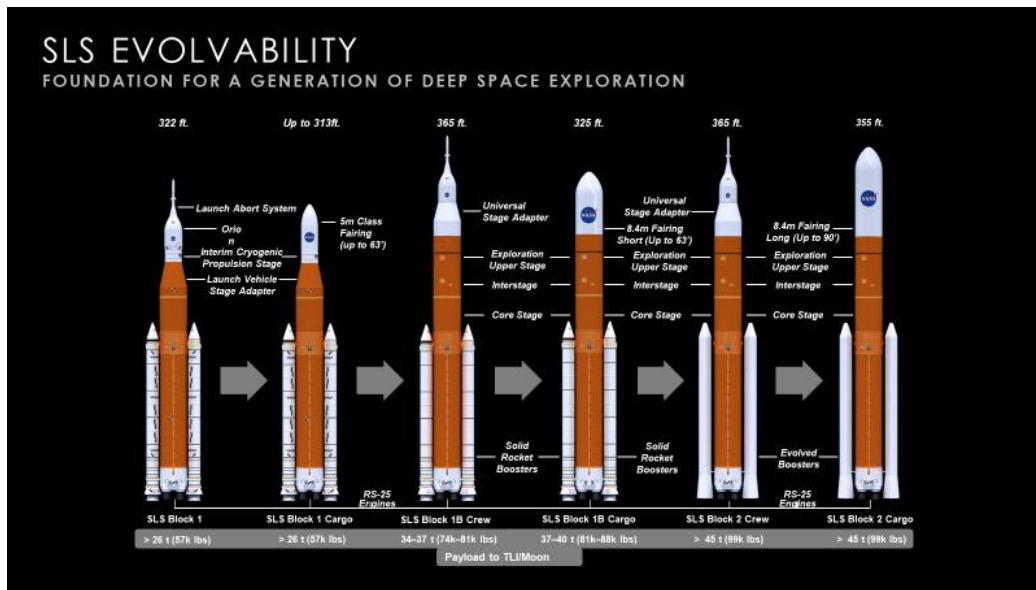 SLS EVOLVABILITY
FOUNDATION FOR A GENERATION OF DEEP SPACE EXPLORATION
322 ft.
Up to 313ft.
365 ft.
325 ft.
365 ft.
355 ft.
Launch Abort System
Orio
n
Interim Cryogenic
Propulsion Stage
Launch Vehicle
Stage Adapter
5m Class
Fairing
(up to 63')
Universal
Stage Adapter
8.4m Fairing
Short (Up to 63')
Universal
Stage Adapter
8.4m Fairing
Long (Up to 90')
Exploration
Upper Stage
Exploration
Upper Stage
Exploration
Upper Stage
Interstage
Interstage
Interstage
Core Stage
Core Stage
Core Stage
Solid
Rocket
Boosters
Solid
Rocket
Boosters
Evolved
Boosters
RS-25
Engines
RS-25
Engines
SLS Block 1
SLS Block 1 Cargo
SLS Block 1B Crew
SLS Block 1B Cargo
SLS Block 2 Crew
SLS Block 2 Cargo
> 26 t (57k lbs)
> 26 t (57k lbs)
34–37 t (74k–81k lbs)
37–40 t (81k–88k lbs)
> 45 t (99k lbs)
> 45 t (99k lbs)
Payload to TLI/Moon
NASA
NASA